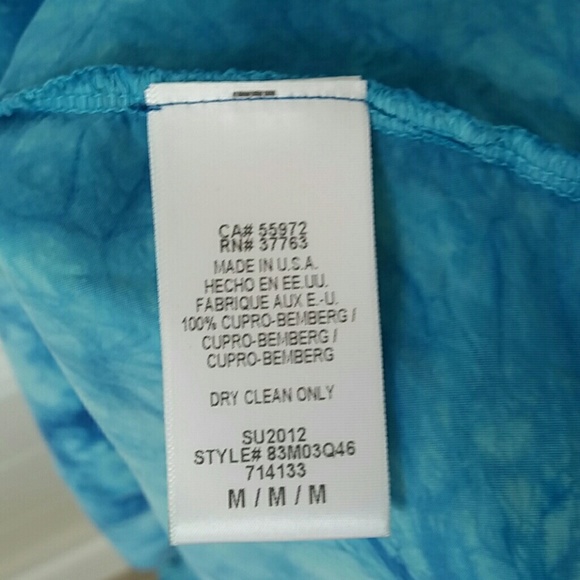 CA# 55972
RN# 37763
MADE IN U.S.A.
HECHO EN EE.UU.
FABRIQUE AUX E.-U.
100% CUPRO-BEMBERG /
CUPRO-BEMBERG /
CUPRO-BEMBERG
DRY CLEAN ONLY
SU2012
STYLE# 83M03Q46
714133
M / M / M